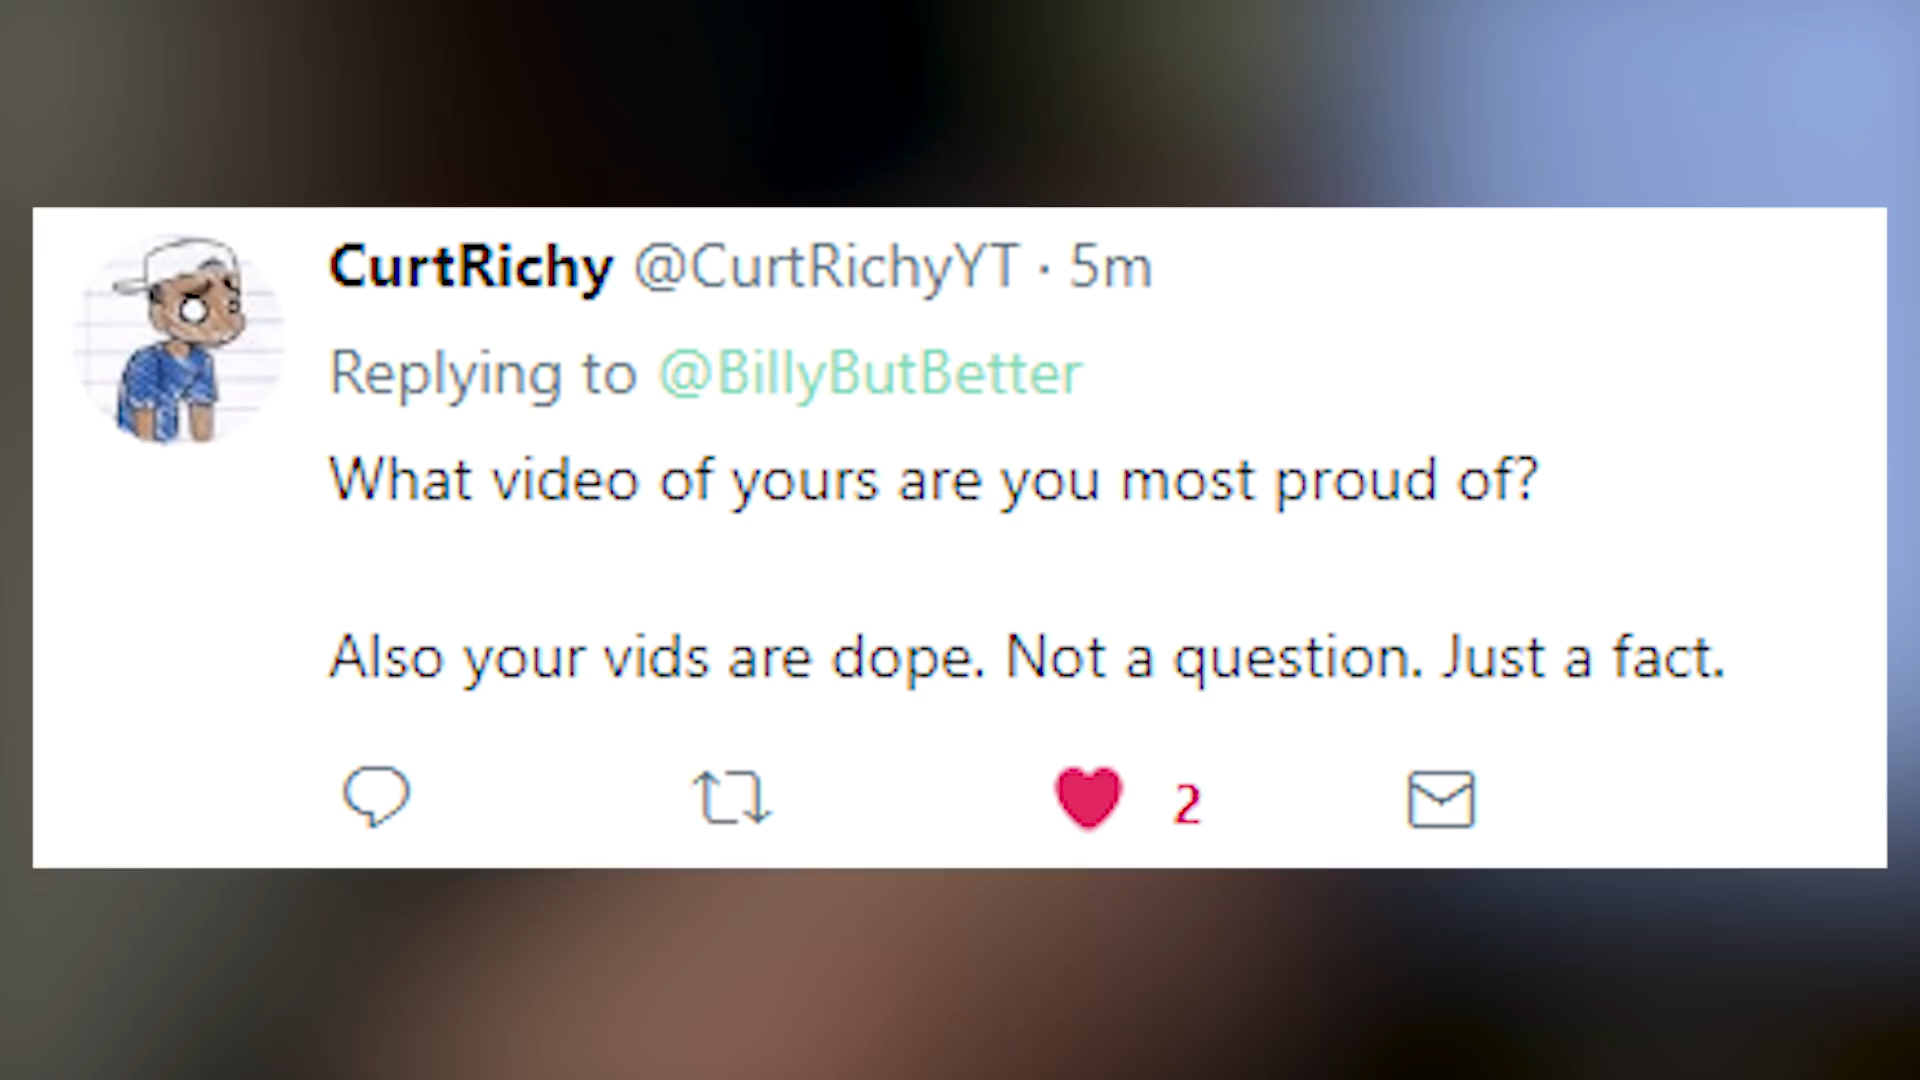 CurtRichy @CurtRichyYT · 5m
Replying to @BillyButBetter
What video of yours are you most proud of?
Also your vids are dope. Not a question. Just a fact.
2